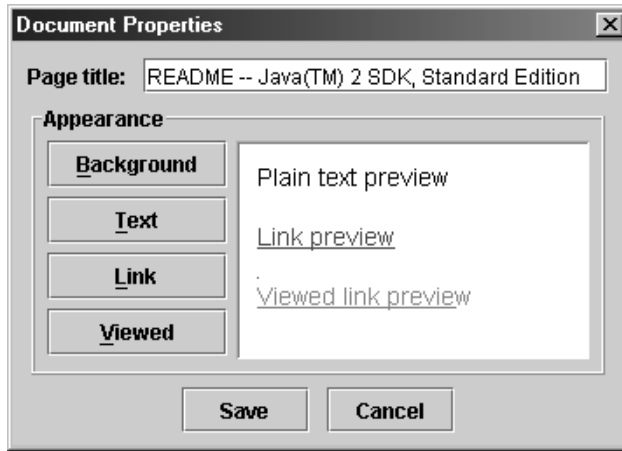 Document Properties
Page title: README -- Java(TM) 2 SDK, Standard Edition
Appearance
Background
Text
Link
Viewed
Plain text preview
Link preview
Viewed link preview
Save Cancel